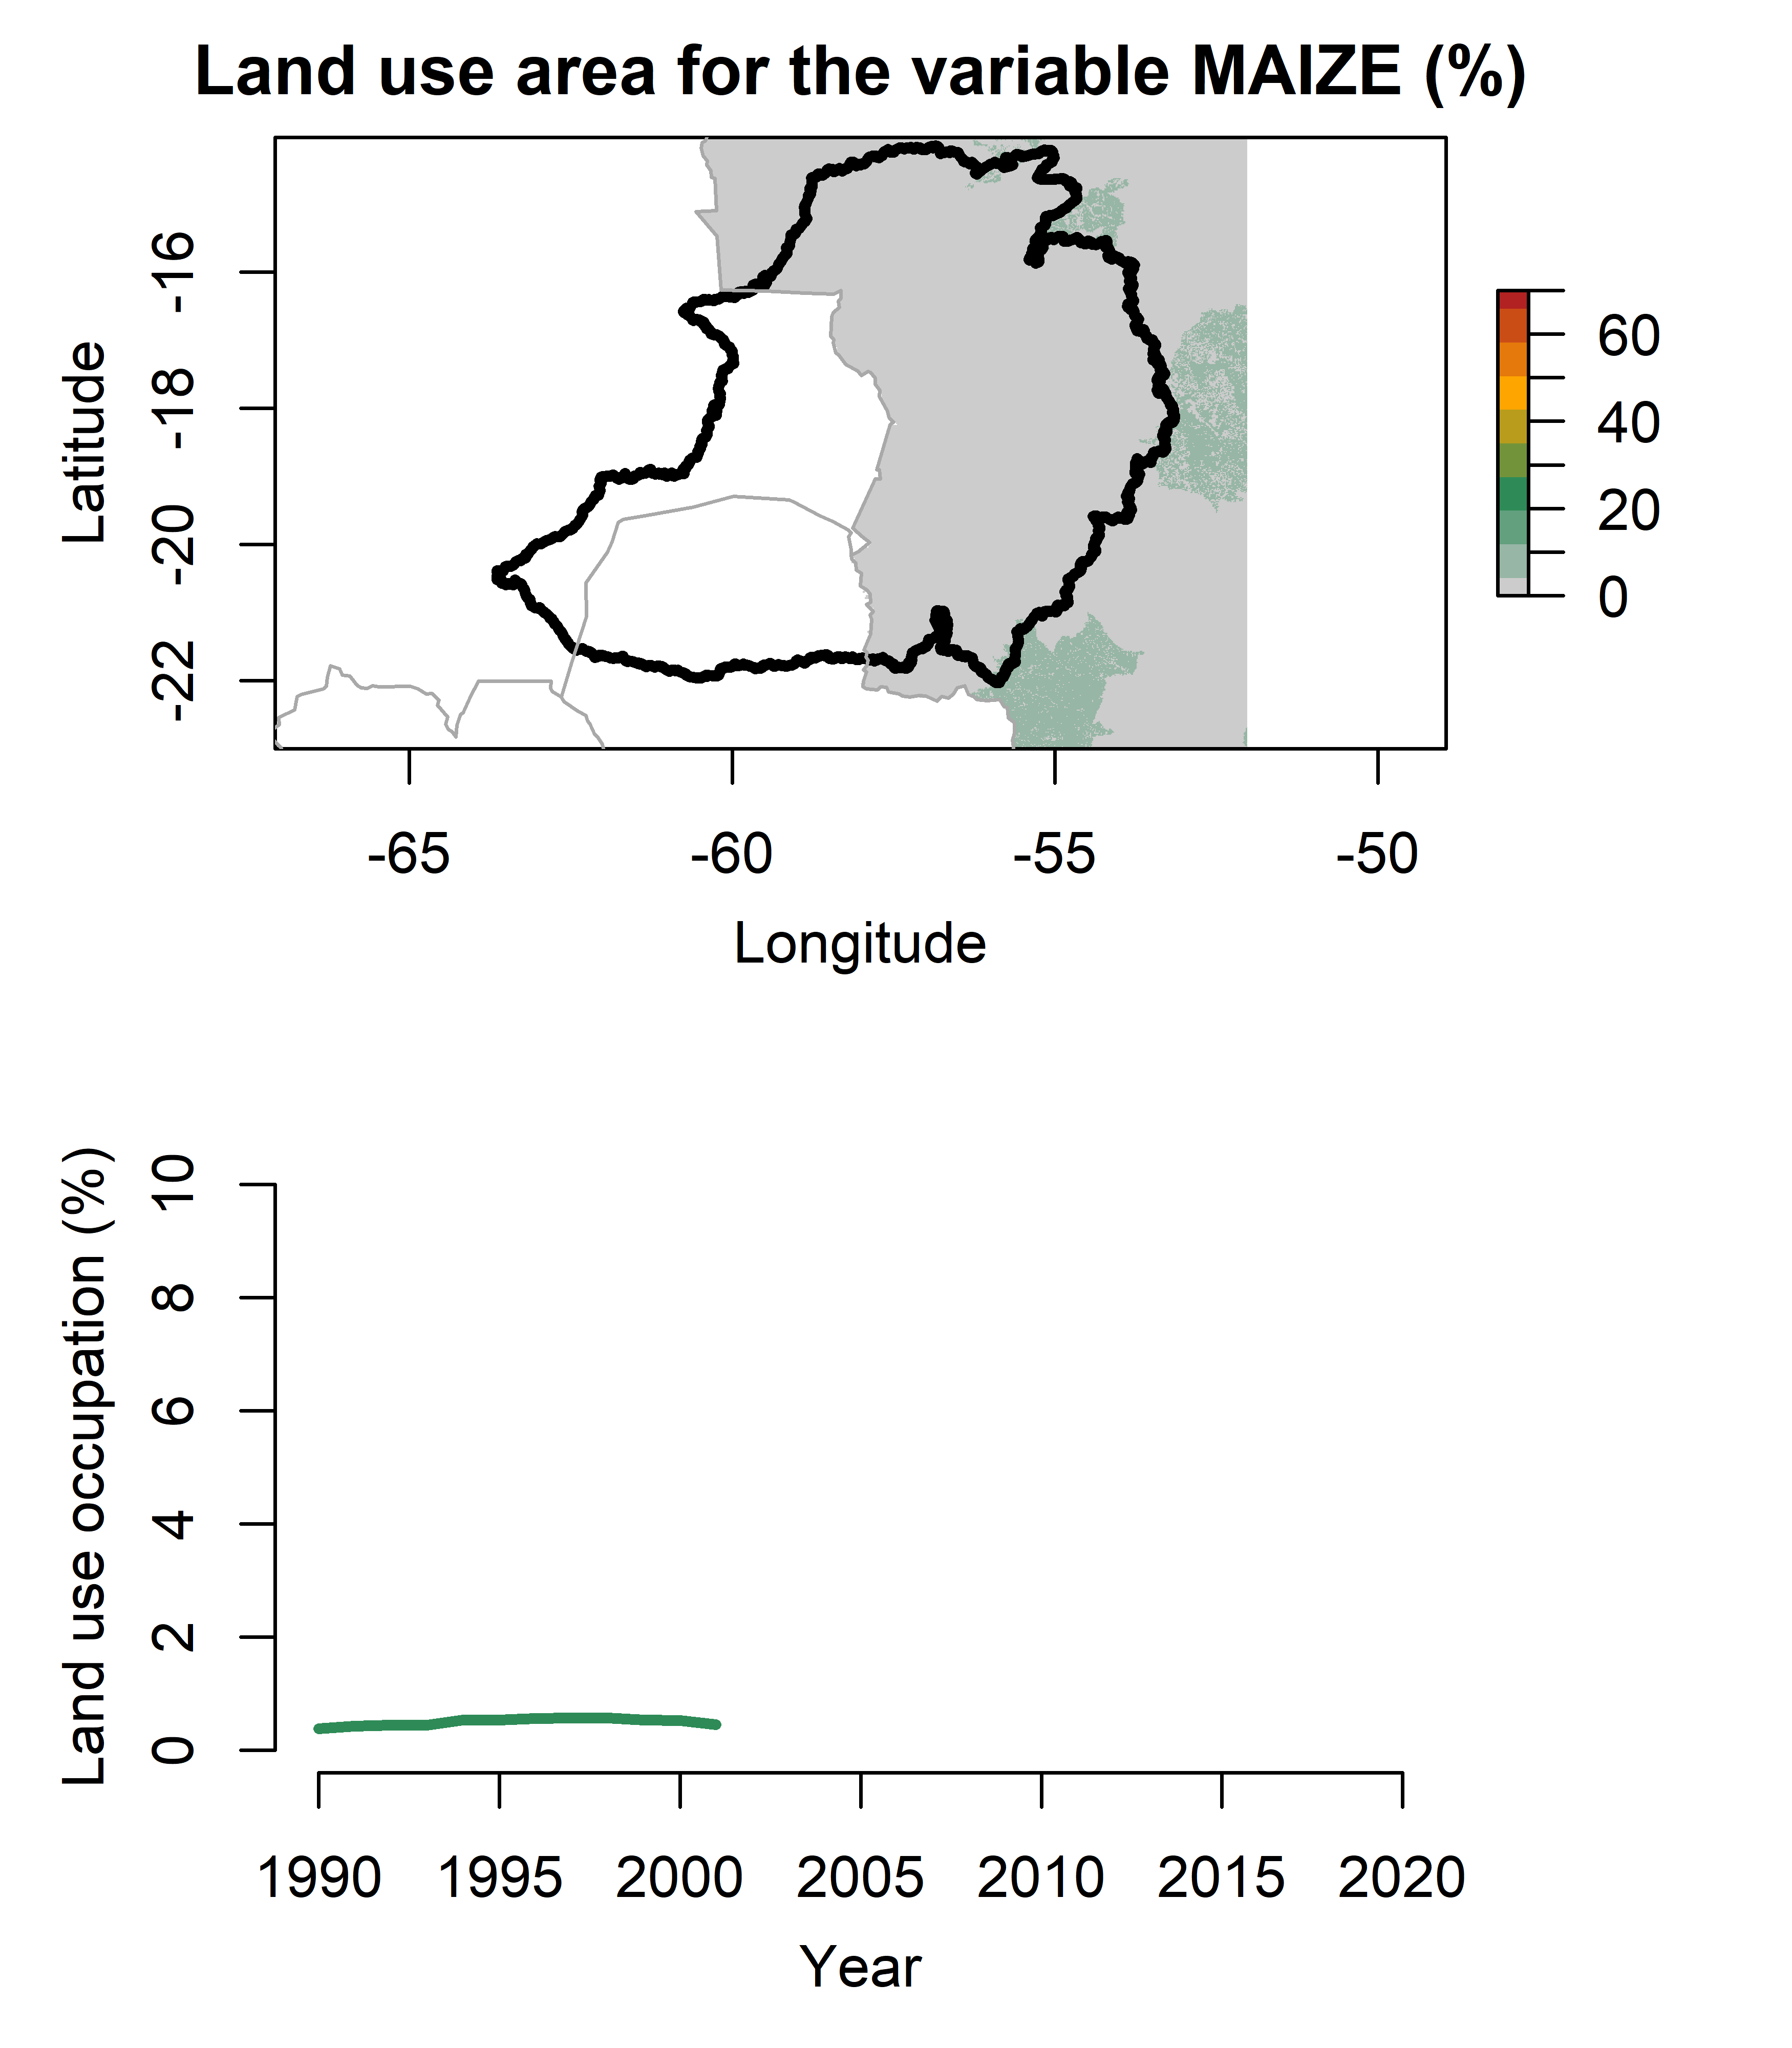 Land use area for the variable MAIZE (%)
Latitude
-16
-18
-20
-22
-65 -60 -55 -50
Longitude
60
40
20
0
Land use occupation (%)
10
8
6
4
2
0
1990 1995 2000 2005 2010 2015 2020
Year